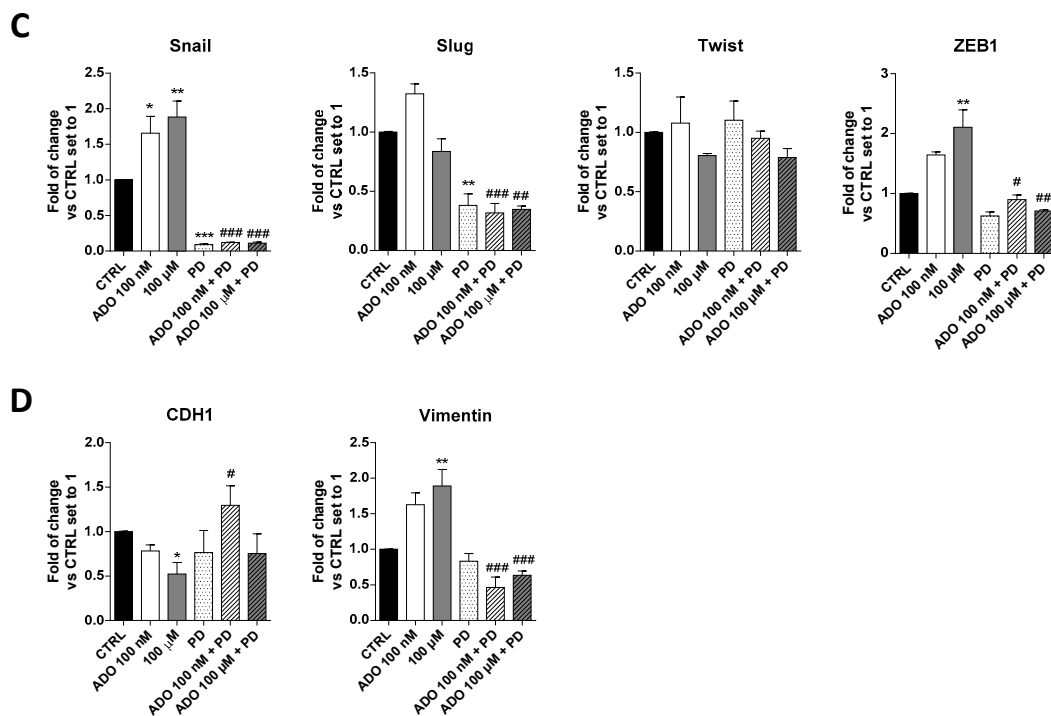 C
Snail
Fold of change
vs CTRL set to 1
2.5
2.0
1.5
1.0
0.5
0.0
*
**
***
###
###
CTRL
ADO 100 nM
100 µM
PD
ADO 100 nM + PD
ADO 100 µM + PD
Slug
Fold of change
vs CTRL set to 1
1.5
1.0
0.5
0.0
**
###
##
CTRL
ADO 100 nM
100 µM
PD
ADO 100 nM + PD
ADO 100 µM + PD
Twist
Fold of change
vs CTRL set to 1
1.5
1.0
0.5
0.0
CTRL
ADO 100 nM
100 µM
PD
ADO 100 nM + PD
ADO 100 µM + PD
ZEB1
Fold of change
vs CTRL set to 1
3
2
1
0
**
#
##
CTRL
ADO 100 nM
100 µM
PD
ADO 100 nM + PD
ADO 100 µM + PD
D
CDH1
Fold of change
vs CTRL set to 1
2.0
1.5
1.0
0.5
0.0
*
#
CTRL
ADO 100 nM
100 µM
PD
ADO 100 nM + PD
ADO 100 µM + PD
Vimentin
Fold of change
vs CTRL set to 1
2.5
2.0
1.5
1.0
0.5
0.0
**
###
###
CTRL
ADO 100 nM
100 µM
PD
ADO 100 nM + PD
ADO 100 µM + PD